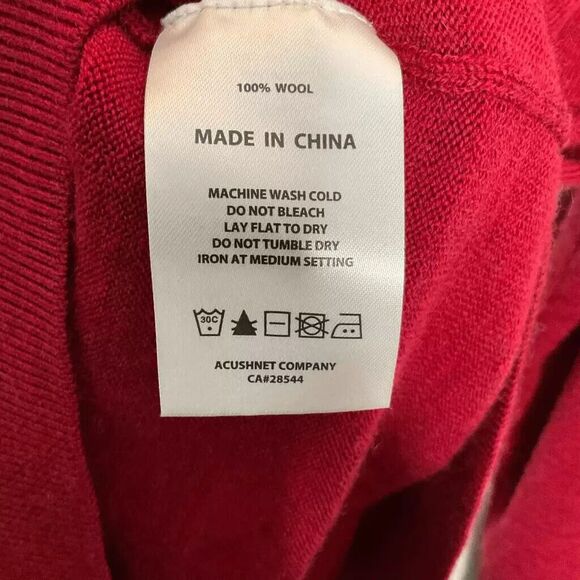 100% WOOL
MADE IN CHINA
MACHINE WASH COLD
DO NOT BLEACH
LAY FLAT TO DRY
DO NOT TUMBLE DRY
IRON AT MEDIUM SETTING
30C
ACUSHNET COMPANY
CA#28544